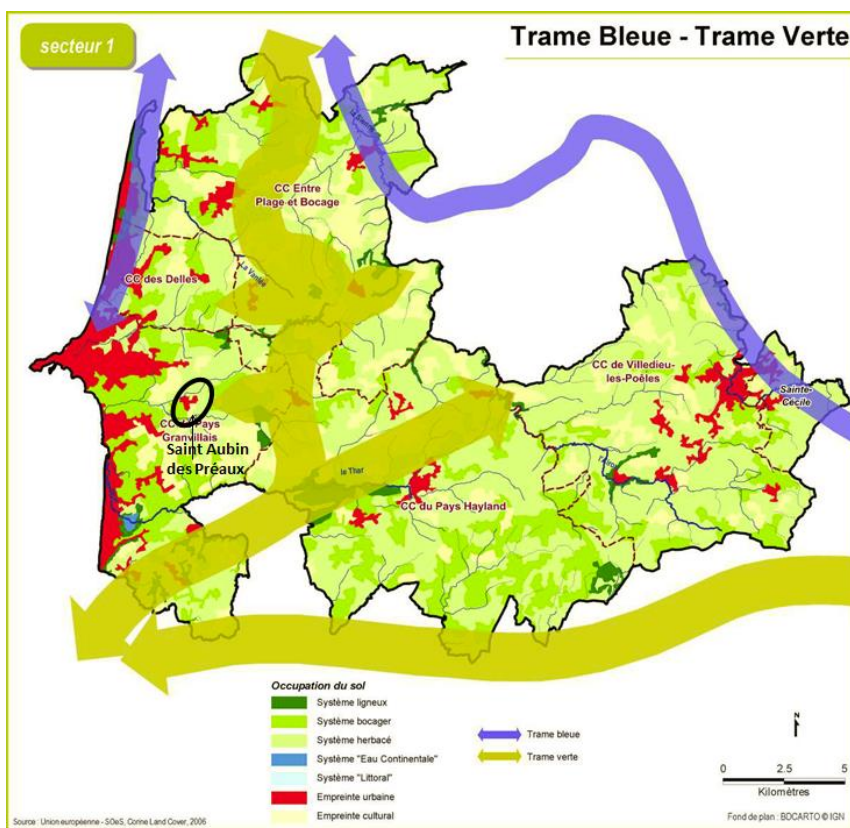 secteur 1
Trame Bleue - Trame Verte
la Sienne
CC Entre
Plage et Bocage
La Vanlée
CC des Delles
CC de Villedieu
les-Poêles
Sainte-
Cécile
Granvillais
Saint Aubin
des Préaux
le Thar
CC du Pays Hayland
Occupation du sol
Système ligneux
Système bocager
Système herbacé
Système "Eau Continentale"
Système "Littoral"
Empreinte urbaine
Empreinte cultural
Trame bleue
Trame verte
N
0 2.5 5
Kilomètres
Source : Union européenne - SOeS, Corine Land Cover, 2006
Fond de plan : BDCARTO © IGN